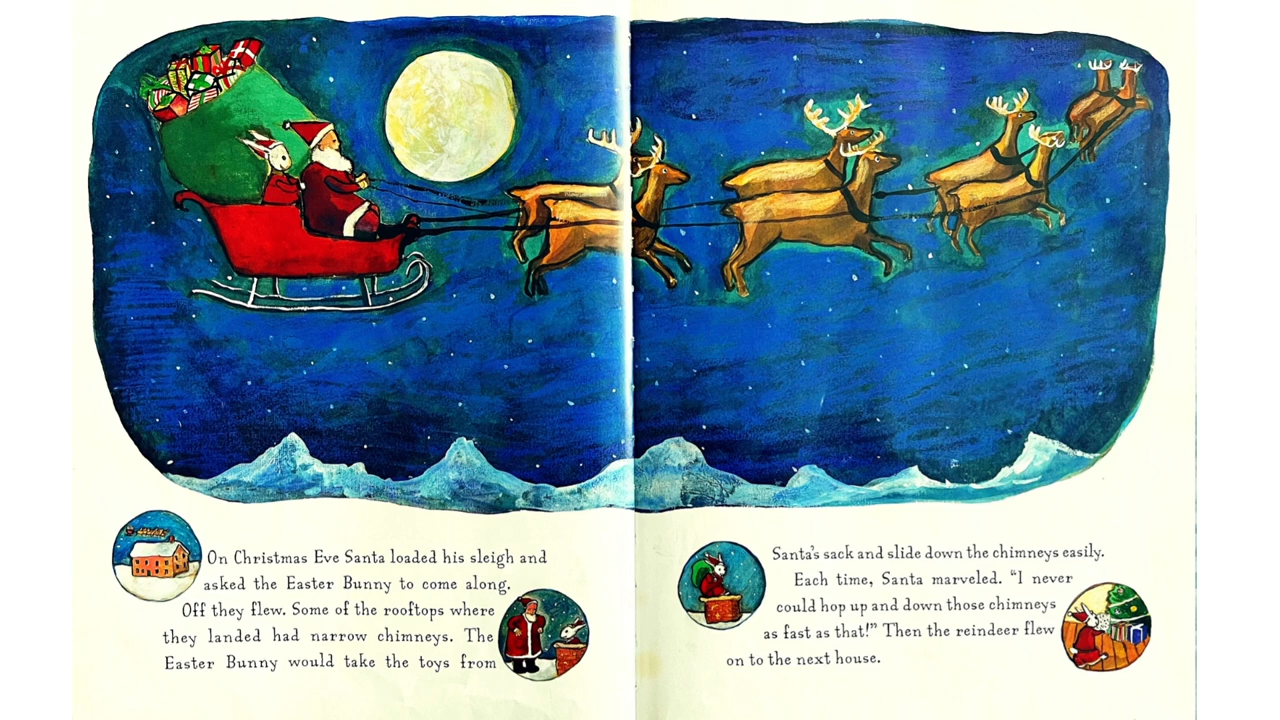 On Christmas Eve Santa loaded his sleigh and
asked the Easter Bunny to come along.
Off they flew. Some of the rooftops where
they landed had narrow chimneys. The
Easter Bunny would take the toys from
Santa's sack and slide down the chimneys easily.
Each time, Santa marveled. “I never
could hop up and down those chimneys
as fast as that!” Then the reindeer flew
on to the next house.